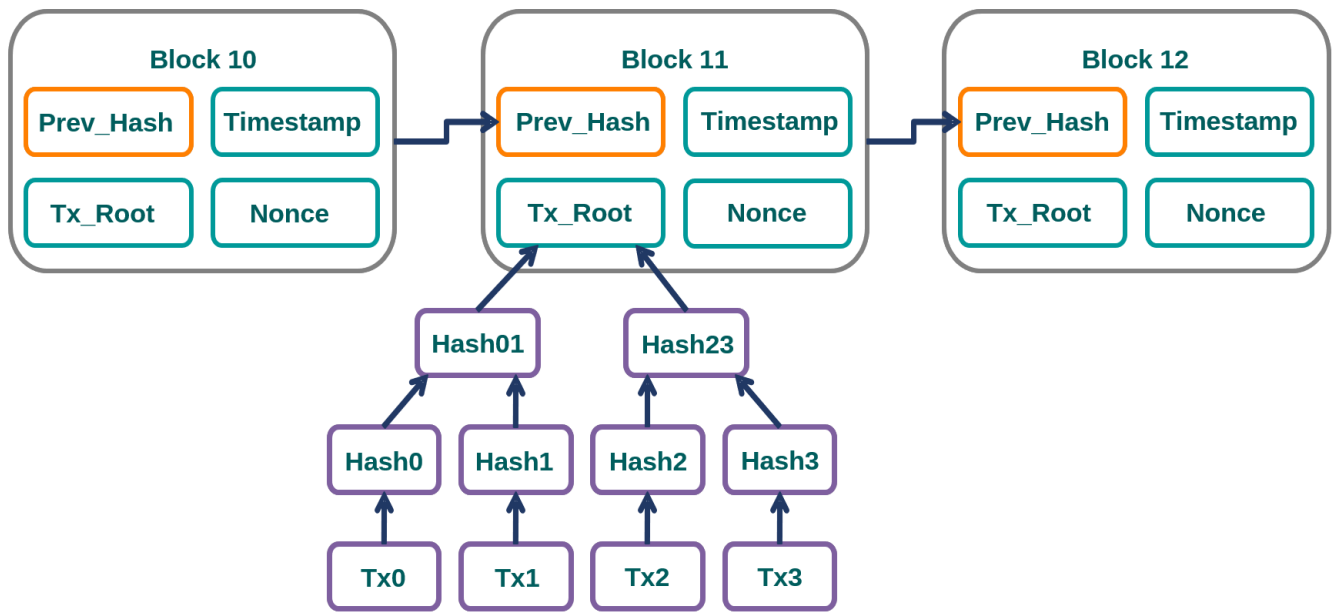 Block 10
Prev_Hash
Timestamp
Tx_Root
Nonce
Block 11
Prev_Hash
Timestamp
Tx_Root
Nonce
Block 12
Prev_Hash
Timestamp
Tx_Root
Nonce
Hash01
Hash23
Hash0
Hash1
Hash2
Hash3
Tx0
Tx1
Tx2
Tx3